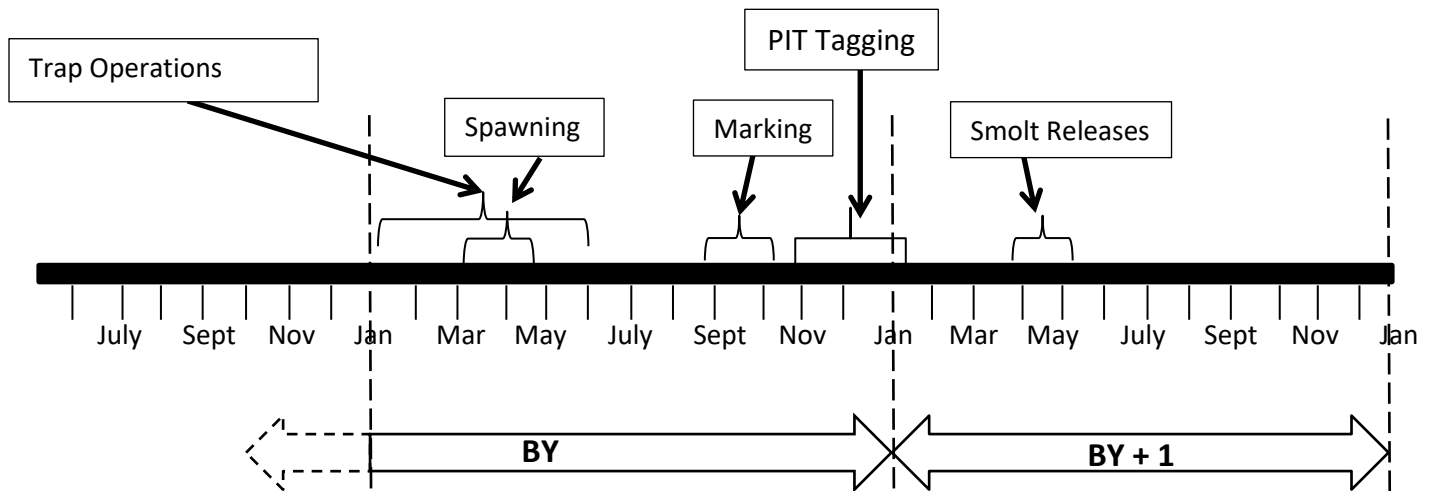 PIT Tagging
Trap Operations
Spawning
Marking
Smolt Releases
July Sept Nov Jan Mar May July Sept Nov Jan Mar May July Sept Nov Jan
BY
BY + 1